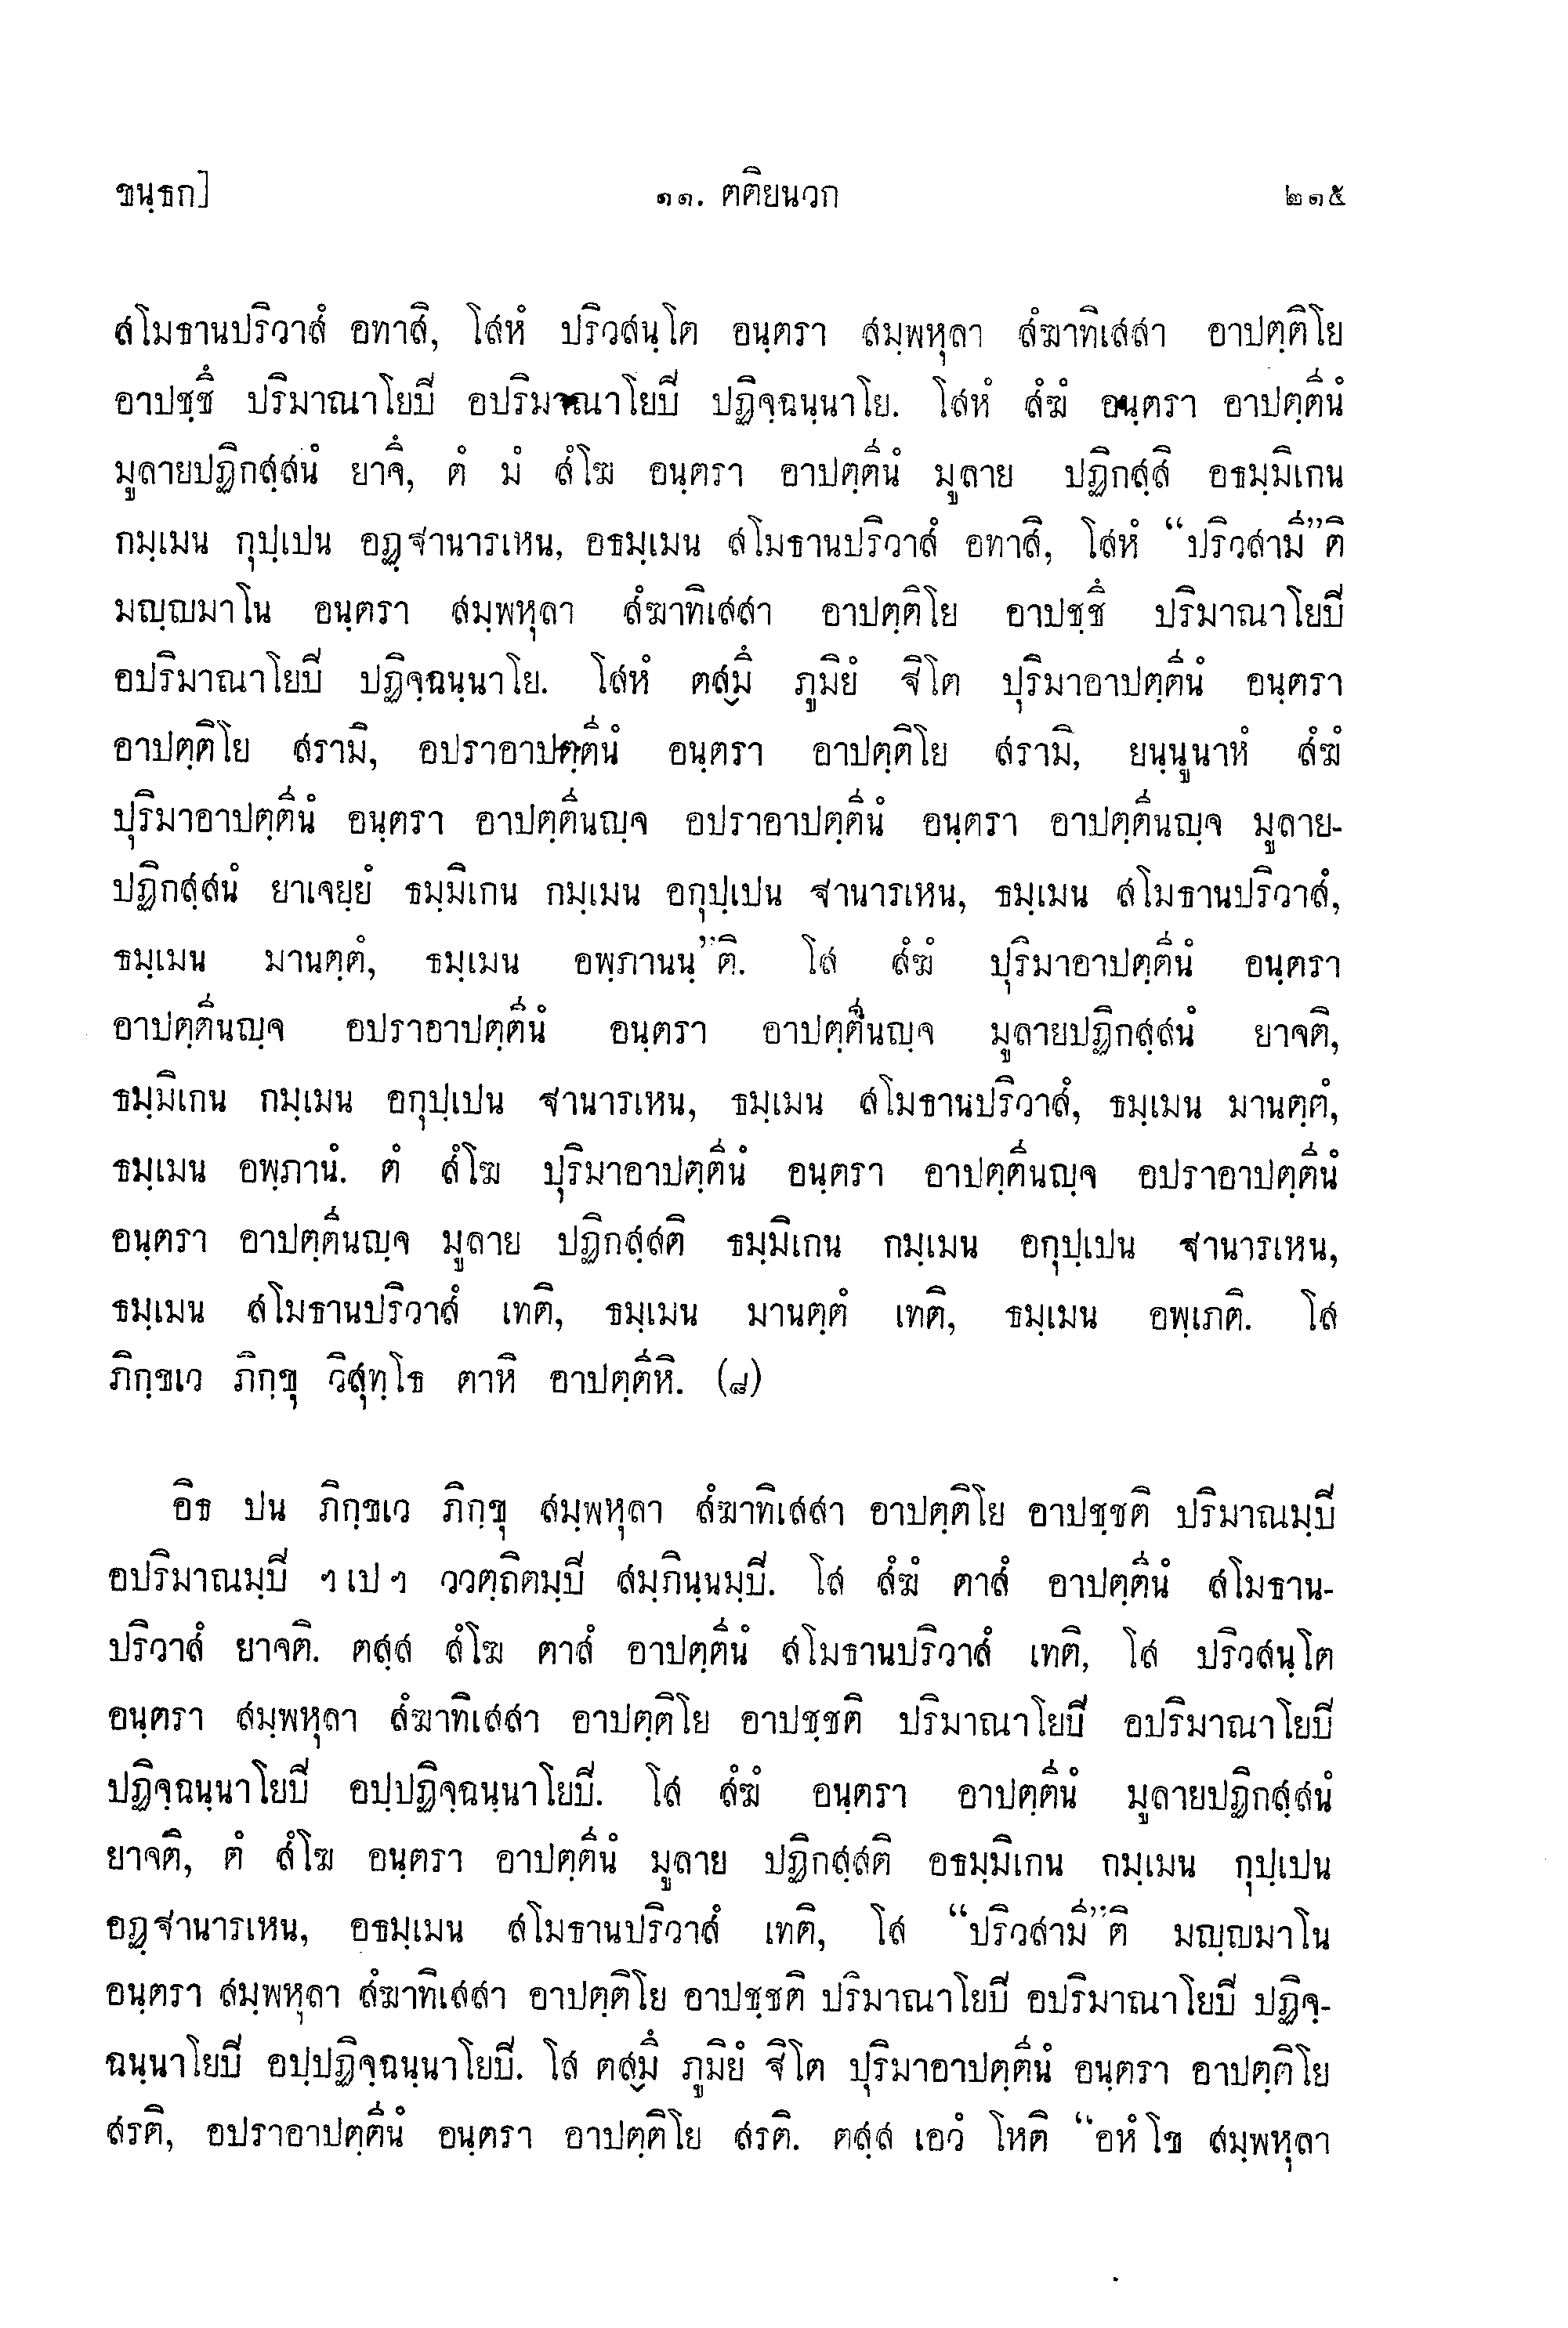 ขนฺธก]
๑๑. ตติยนวก
๒๑๕
สโมธานปริวาสํ อทาสิ, โสหํ ปริวสนฺโต อนฺตรา สมฺพหุลา สํฆาทิเสสา อาปตฺติโย
อาปชฺชึ ปริมาณาโยปี อปริมาณาโยปี ปฏิจฺฉนฺนาโย. โสหํ สํฆํ อนฺตรา อาปตฺตีนํ
มูลายปฏิกสฺสนํ ยาจึ, ตํ มํ สํโฆ อนฺตรา อาปตฺตีนํ มูลาย ปฏิกสฺสิ อธมฺมิเกน
กมฺเมน กุปฺเปน อฏฺฐานารเหน, อธมฺเมน สโมธานปริวาสํ อทาสิ, โสหํ “ปริวสามี”ติ
มญฺญมาโน อนฺตรา สมฺพหุลา สํฆาทิเสสา อาปตฺติโย อาปชฺชึ ปริมาณาโยปี
อปริมาณาโยปี ปฏิจฺฉนฺนาโย. โสหํ ตสฺมึ ภูมิยํ ฐิโต ปุริมาอาปตฺตีนํ อนฺตรา
อาปตฺติโย สรามิ, อปราอาปตฺตีนํ อนฺตรา อาปตฺติโย สรามิ, ยนฺนูนาหํ สํฆํ
ปุริมาอาปตฺตีนํ อนฺตรา อาปตฺตีนญฺจ อปราอาปตฺตีนํ อนฺตรา อาปตฺตีนญฺจ มูลาย-
ปฏิกสฺสนํ ยาเจยฺยํ ธมฺมิเกน กมฺเมน อกุปฺเปน ฐานารเหน, ธมฺเมน สโมธานปริวาสํ,
ธมฺเมน มานตฺตํ, ธมฺเมน อพฺภานนฺ”ติ. โส สํฆํ ปุริมาอาปตฺตีนํ อนฺตรา
อาปตฺตีนญฺจ อปราอาปตฺตีนํ อนฺตรา อาปตฺตีนญฺจ มูลายปฏิกสฺสนํ ยาจติ,
ธมฺมิเกน กมฺเมน อกุปฺเปน ฐานารเหน, ธมฺเมน สโมธานปริวาสํ, ธมฺเมน มานตฺตํ,
ธมฺเมน อพฺภานํ. ตํ สํโฆ ปุริมาอาปตฺตีนํ อนฺตรา อาปตฺตีนญฺจ อปราอาปตฺตีนํ
อนฺตรา อาปตฺตีนญฺจ มูลาย ปฏิกสฺสติ ธมฺมิเกน กมฺเมน อกุปฺเปน ฐานารเหน,
ธมฺเมน สโมธานปริวาสํ เทติ, ธมฺเมน มานตฺตํ เทติ, ธมฺเมน อพฺเภติ. โส
ภิกฺขเว ภิกฺขุ วิสุทฺโธ ตาหิ อาปตฺตีหิ. (๘)
อิธ ปน ภิกฺขเว ภิกฺขุ สมฺพหุลา สํฆาทิเสสา อาปตฺติโย อาปชฺชติ ปริมาณมฺปี
อปริมาณมฺปี ฯ เป ฯ ววตฺถิตมฺปี สมฺภินฺนมฺปี. โส สํฆํ ตาสํ อาปตฺตีนํ สโมธาน-
ปริวาสํ ยาจติ. ตสฺส สํโฆ ตาสํ อาปตฺตีนํ สโมธานปริวาสํ เทติ, โส ปริวสนฺโต
อนฺตรา สมฺพหุลา สํฆาทิเสสา อาปตฺติโย อาปชฺชติ ปริมาณาโยปี อปริมาณาโยปี
ปฏิจฺฉนฺนาโยปี อปฺปฏิจฺฉนฺนาโยปี. โส สํฆํ อนฺตรา อาปตฺตีนํ มูลายปฏิกสฺสนํ
ยาจติ, ตํ สํโฆ อนฺตรา อาปตฺตีนํ มูลาย ปฏิกสฺสติ อธมฺมิเกน กมฺเมน กุปฺเปน
อฏฺฐานารเหน, อธมฺเมน สโมธานปริวาสํ เทติ, โส “ปริวสามี”ติ มญฺญมาโน
อนฺตรา สมฺพหุลา สํฆาทิเสสา อาปตฺติโย อาปชฺชติ ปริมาณาโยปี อปริมาณาโยปี ปฏิจฺ-
ฉนฺนาโยปี อปฺปฏิจฺฉนฺนาโยปี. โส ตสฺมึ ภูมิยํ ฐิโต ปุริมาอาปตฺตีนํ อนฺตรา อาปตฺติโย
สรติ, อปราอาปตฺตีนํ อนฺตรา อาปตฺติโย สรติ. ตสฺส เอวํ โหติ “อหํ โข สมฺพหุลา